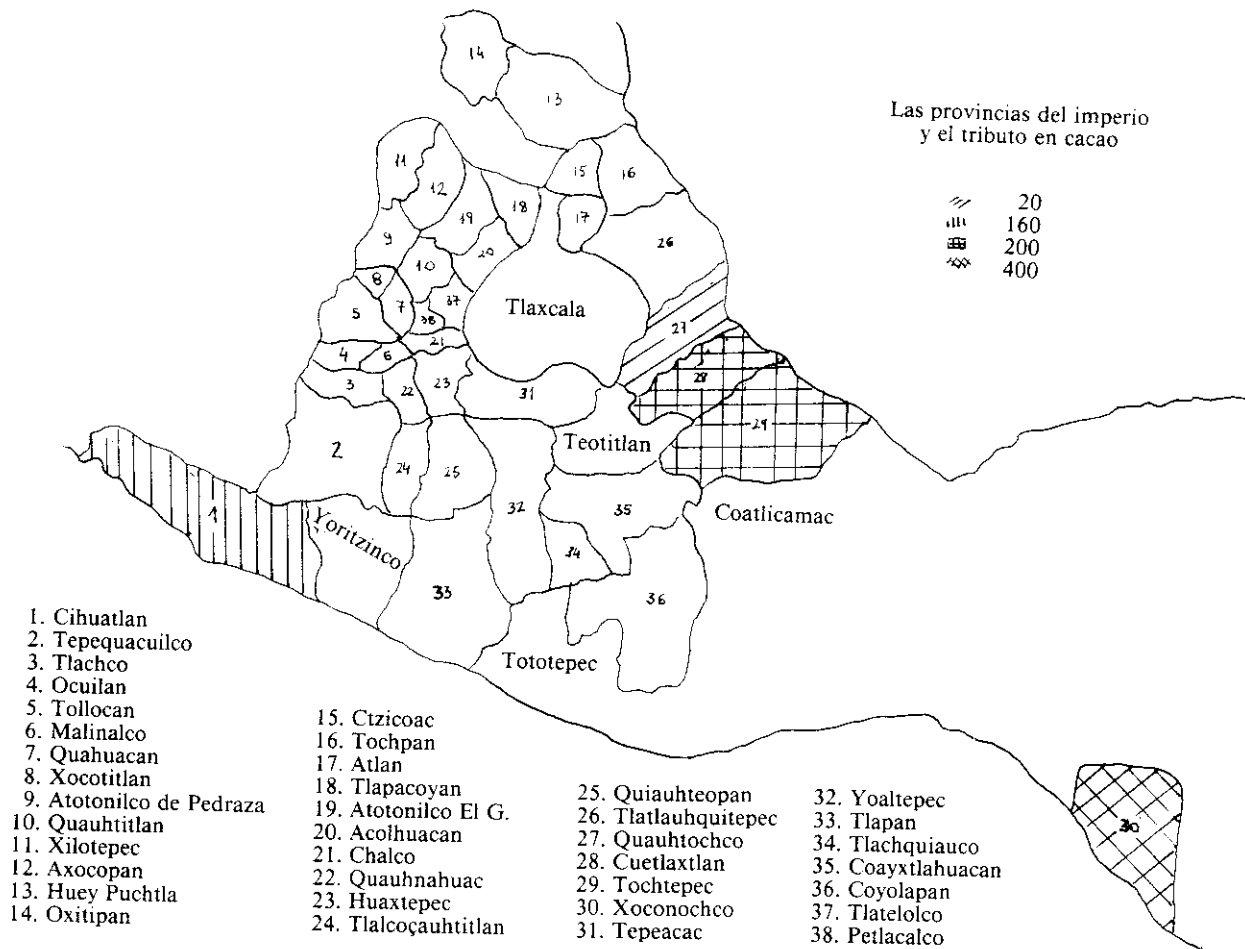 Las provincias del imperio
y el tributo en cacao
20
160
200
400
14
13
11
12
15
16
18
17
19
9
26
20
10
8
37
7
5
38
Tlaxcala
27
21
4
6
28
3
22
23
31
29
Teotitlan
2
24
25
1
32
35
Coatlicamac
Yoritzinco
34
33
36
Tototepec
30
1. Cihuatlan
2. Tepequacuilco
3. Tlachco
4. Ocuilan
5. Tollocan
6. Malinalco
7. Quahuacan
8. Xocotitlan
9. Atotonilco de Pedraza
10. Quauhtitlan
11. Xilotepec
12. Axocopan
13. Huey Puchtla
14. Oxitipan
15. Ctzicoac
16. Tochpan
17. Atlan
18. Tlapacoyan
19. Atotonilco El G.
20. Acolhuacan
21. Chalco
22. Quauhnahuac
23. Huaxtepec
24. Tlalcoçauhtitlan
25. Quiauhteopan
26. Tlatlauhquitepec
27. Quauhtochco
28. Cuetlaxtlan
29. Tochtepec
30. Xoconochco
31. Tepeacac
32. Yoaltepec
33. Tlapan
34. Tlachquiauco
35. Coayxtlahuacan
36. Coyolapan
37. Tlatelolco
38. Petlacalco